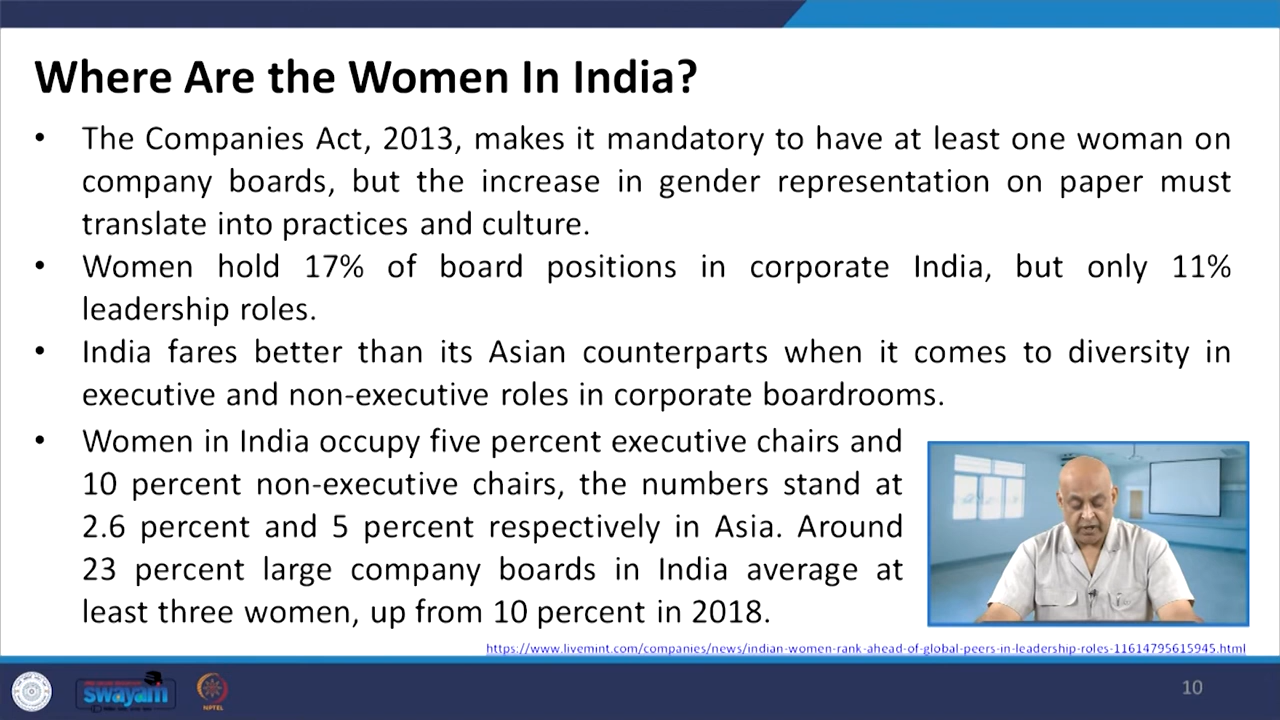 Where Are the Women In India?
• The Companies Act, 2013, makes it mandatory to have at least one woman on
company boards, but the increase in gender representation on paper must
translate into practices and culture.
• Women hold 17% of board positions in corporate India, but only 11%
leadership roles.
• India fares better than its Asian counterparts when it comes to diversity in
executive and non-executive roles in corporate boardrooms.
• Women in India occupy five percent executive chairs and
10 percent non-executive chairs, the numbers stand at
2.6 percent and 5 percent respectively in Asia. Around
23 percent large company boards in India average at
least three women, up from 10 percent in 2018.
https://www.livemint.com/companies/news/indian-women-rank-ahead-of-global-peers-in-leadership-roles-11614795615945.html
swayam
NPTEL
10